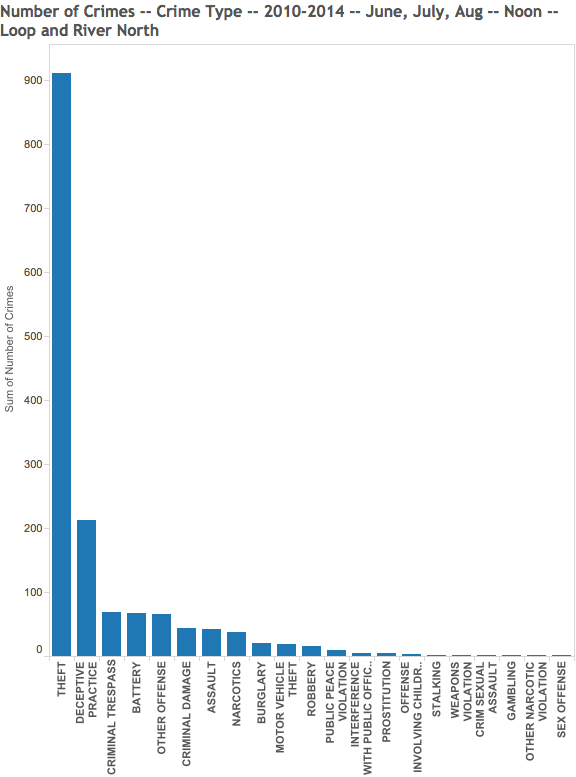 Number of Crimes -- Crime Type -- 2010-2014 -- June, July, Aug -- Noon --
Loop and River North
Sum of Number of Crimes
900
800
700
600
500
400
300
200
100
0
THEFT
DECEPTIVE
PRACTICE
CRIMINAL TRESPASS
BATTERY
OTHER OFFENSE
CRIMINAL DAMAGE
ASSAULT
NARCOTICS
BURGLARY
MOTOR VEHICLE
THEFT
ROBBERY
PUBLIC PEACE
VIOLATION
INTERFERENCE
WITH PUBLIC OFFIC..
PROSTITUTION
OFFENSE
INVOLVING CHILDR..
STALKING
WEAPONS
VIOLATION
CRIM SEXUAL
ASSAULT
GAMBLING
OTHER NARCOTIC
VIOLATION
SEX OFFENSE